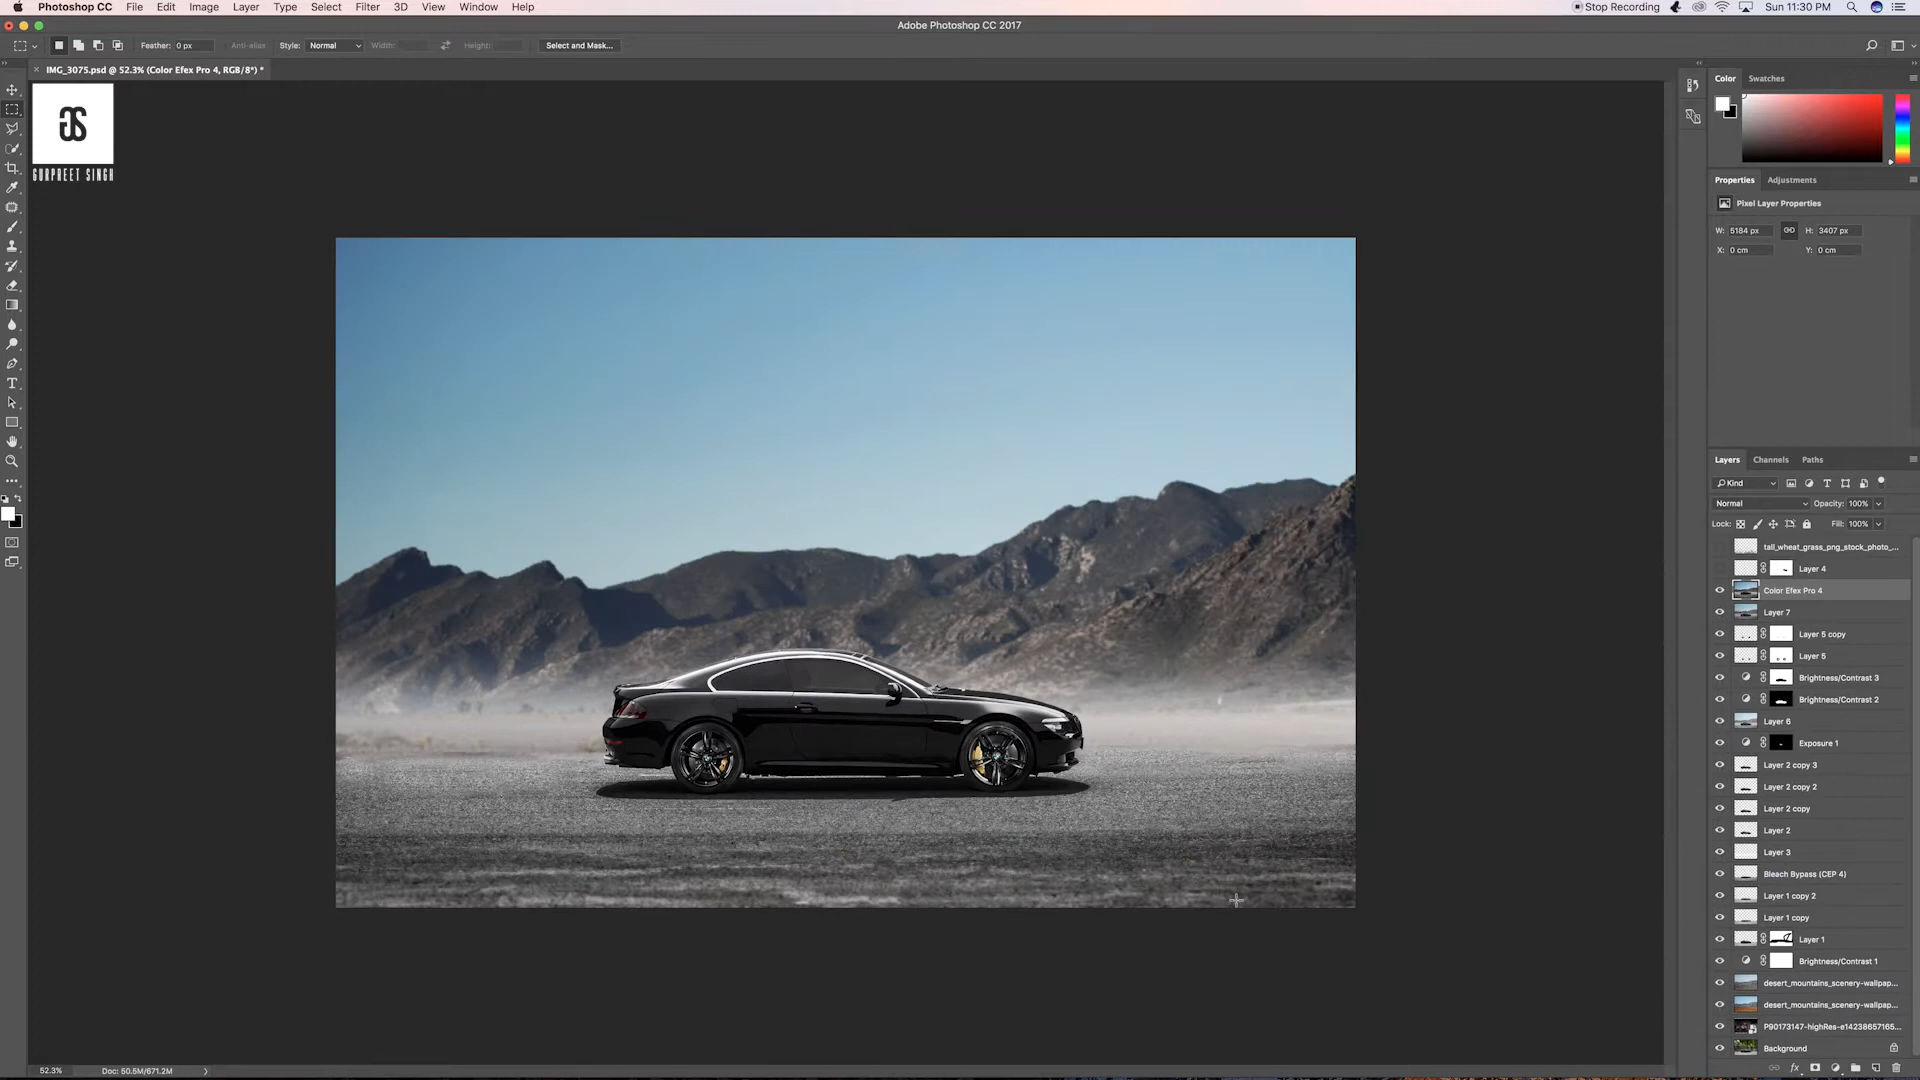 Photoshop CC File Edit Image Layer Type Select Filter 3D View Window Help
Stop Recording Sun 11:30 PM
Adobe Photoshop CC 2017
Feather: 0 px Anti-alias Style: Normal Width: Height: Select and Mask...
× IMG_3075.psd @ 52.3% (Color Efex Pro 4, RGB/8*) *
GS
GURPREET SINGH
Color Swatches
Properties Adjustments
Pixel Layer Properties
W: 5184 px H: 3407 px
X: 0 cm Y: 0 cm
Layers Channels Paths
Kind
Normal Opacity: 100%
Lock: Fill: 100%
tall_wheat_grass_png_stock_photo_...
Layer 4
Color Efex Pro 4
Layer 7
Layer 5 copy
Layer 5
Brightness/Contrast 3
Brightness/Contrast 2
Layer 6
Exposure 1
Layer 2 copy 3
Layer 2 copy 2
Layer 2 copy
Layer 2
Layer 3
Bleach Bypass (CEP 4)
Layer 1 copy 2
Layer 1 copy
Layer 1
Brightness/Contrast 1
desert_mountains_scenery-wallpap...
desert_mountains_scenery-wallpap...
P90173147-highRes-e14238657165...
Background
52.3% Doc: 50.5M/671.2M